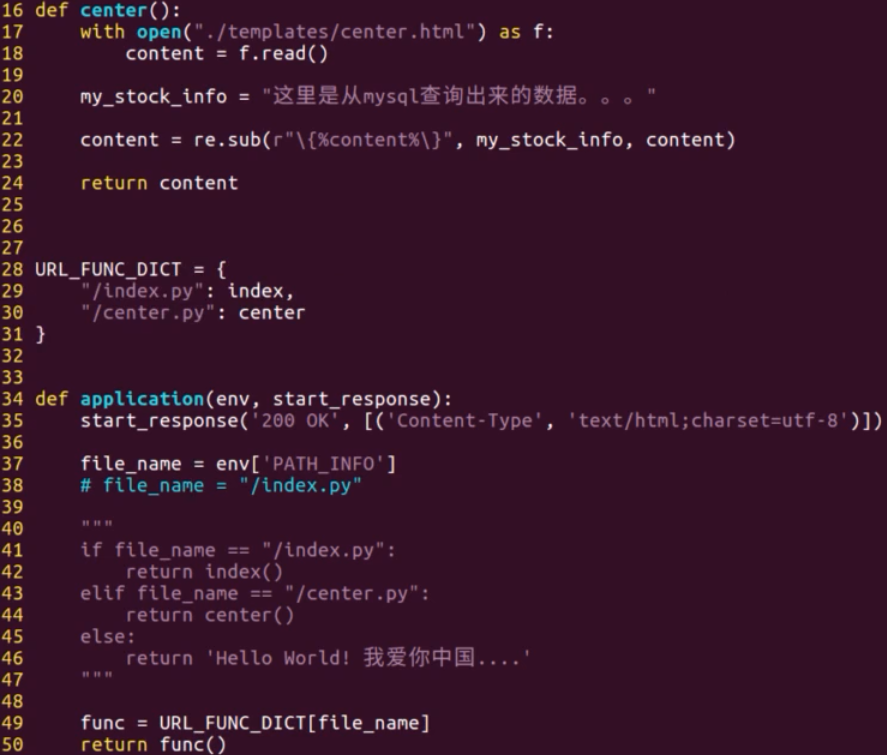 16 def center():
17     with open("./templates/center.html") as f:
18         content = f.read()
19
20     my_stock_info = "这里是从mysql查询出来的数据。。。"
21
22     content = re.sub(r"\{%content%\}", my_stock_info, content)
23
24     return content
25
26
27
28 URL_FUNC_DICT = {
29     "/index.py": index,
30     "/center.py": center
31 }
32
33
34 def application(env, start_response):
35     start_response('200 OK', [('Content-Type', 'text/html;charset=utf-8')])
36
37     file_name = env['PATH_INFO']
38     # file_name = "/index.py"
39
40     """
41     if file_name == "/index.py":
42         return index()
43     elif file_name == "/center.py":
44         return center()
45     else:
46         return 'Hello World! 我爱你中国....'
47     """
48
49     func = URL_FUNC_DICT[file_name]
50     return func()